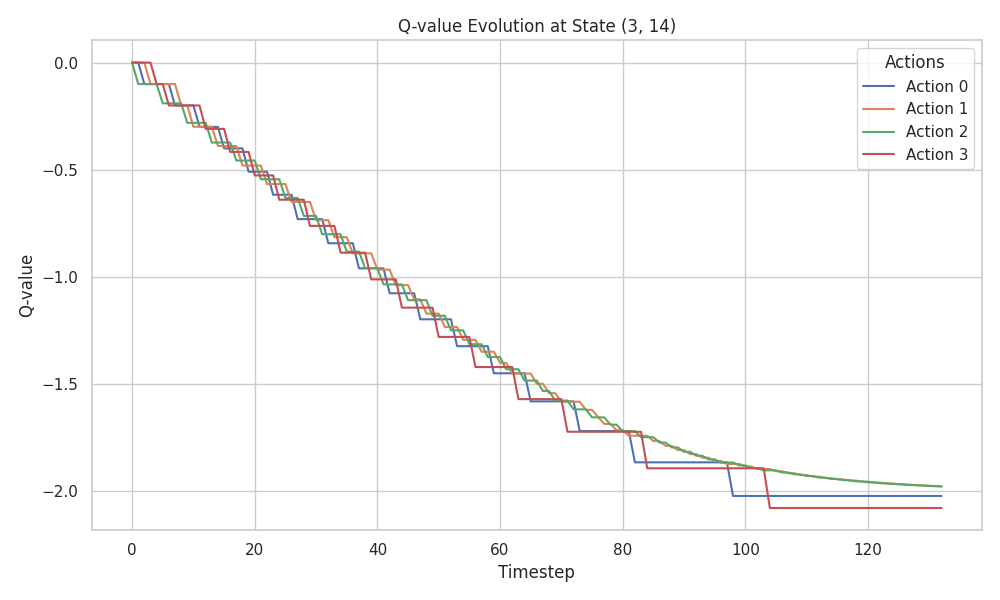 Q-value Evolution at State (3, 14)
Actions
Action 0
Action 1
Action 2
Action 3
Q-value
0.0
−0.5
−1.0
−1.5
−2.0
0 20 40 60 80 100 120
Timestep